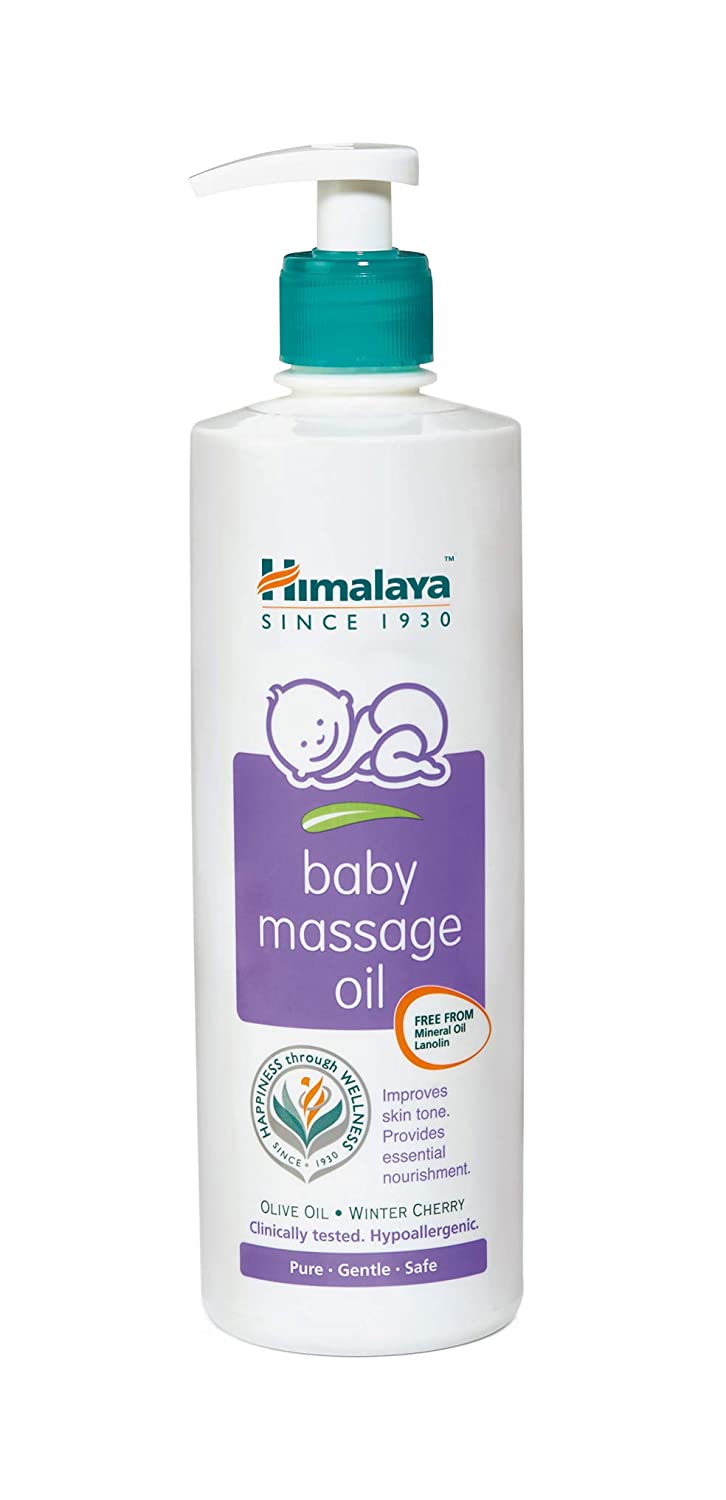 Himalaya™
SINCE 1930
baby
massage
oil
FREE FROM
Mineral Oil
Lanolin
HAPPINESS through WELLNESS
SINCE • 1930
Improves
skin tone.
Provides
essential
nourishment.
OLIVE OIL • WINTER CHERRY
Clinically tested. Hypoallergenic.
Pure · Gentle · Safe